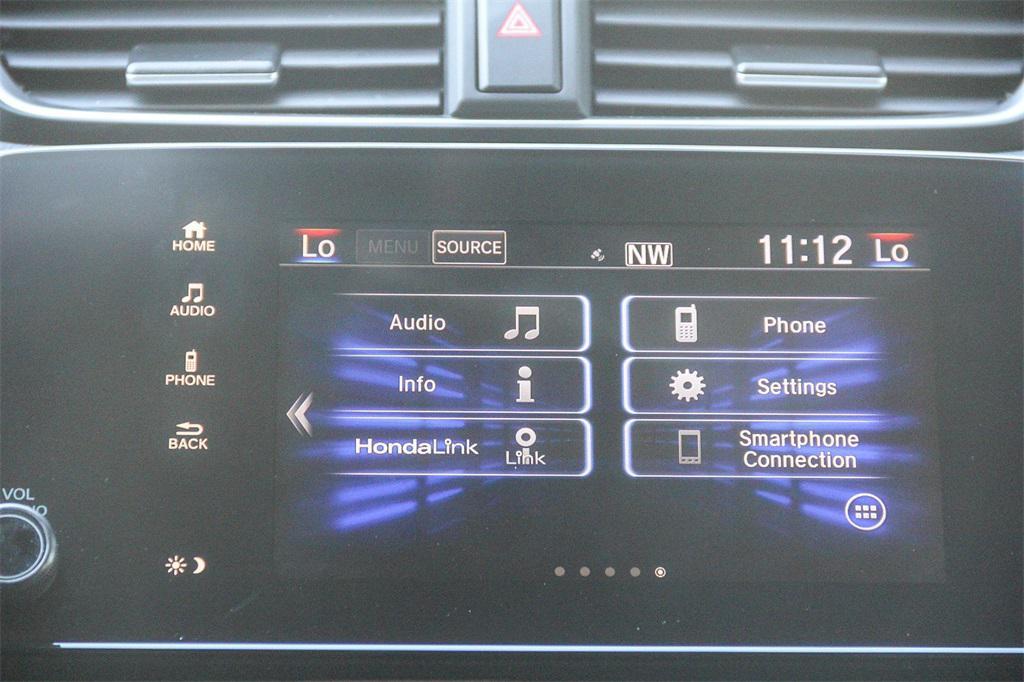 HOME
AUDIO
PHONE
BACK
VOL
Lo MENU SOURCE NW 11:12 Lo
Audio
Phone
Info
Settings
HondaLink
Link
Smartphone
Connection